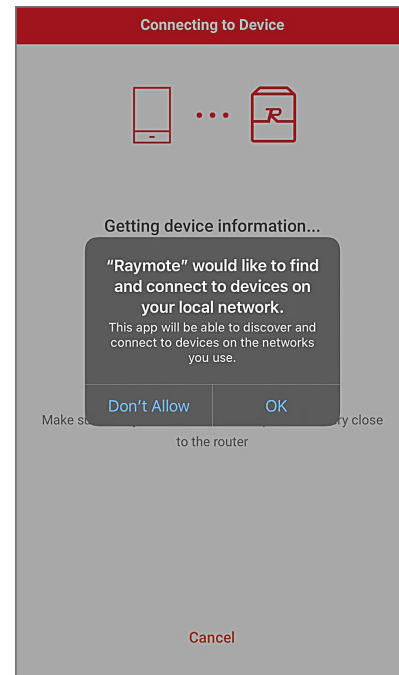 Connecting to Device
R
Getting device information...
“Raymote” would like to find
and connect to devices on
your local network.
This app will be able to discover and
connect to devices on the networks
you use.
Don’t Allow
OK
Make close
to the router
Cancel